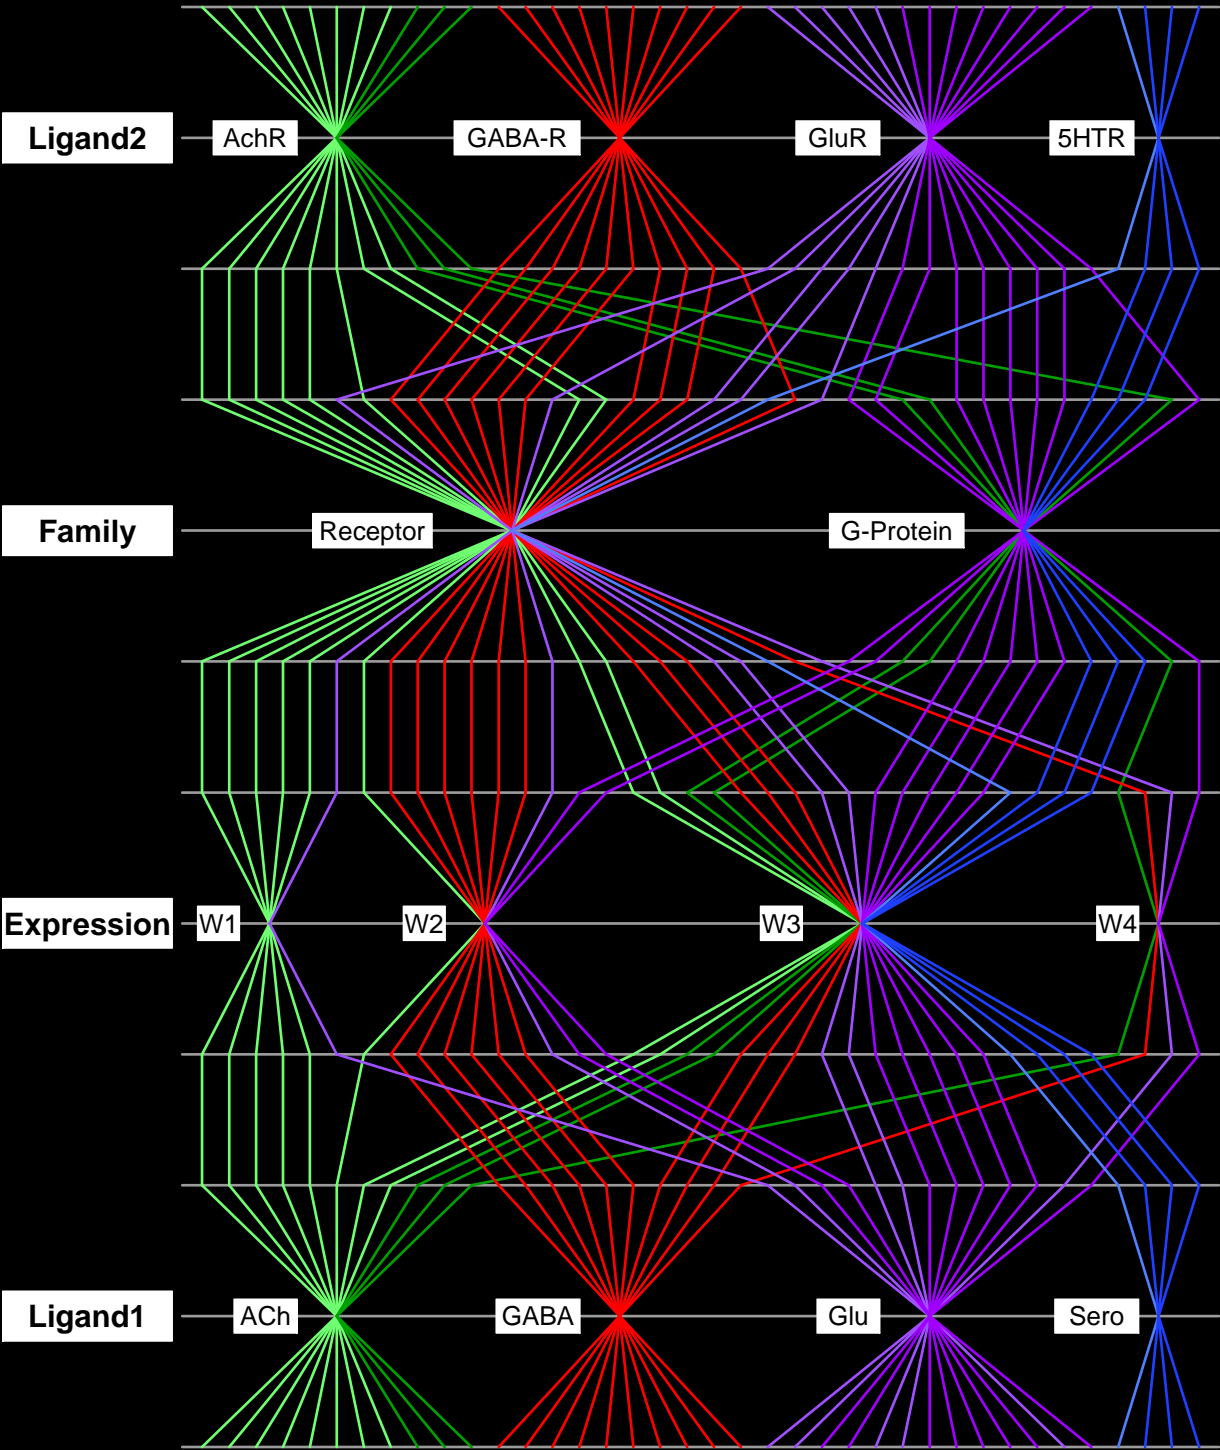 Ligand2 AchR GABA-R GluR 5HTR
Family Receptor G-Protein
Expression W1 W2 W3 W4
Ligand1 ACh GABA Glu Sero